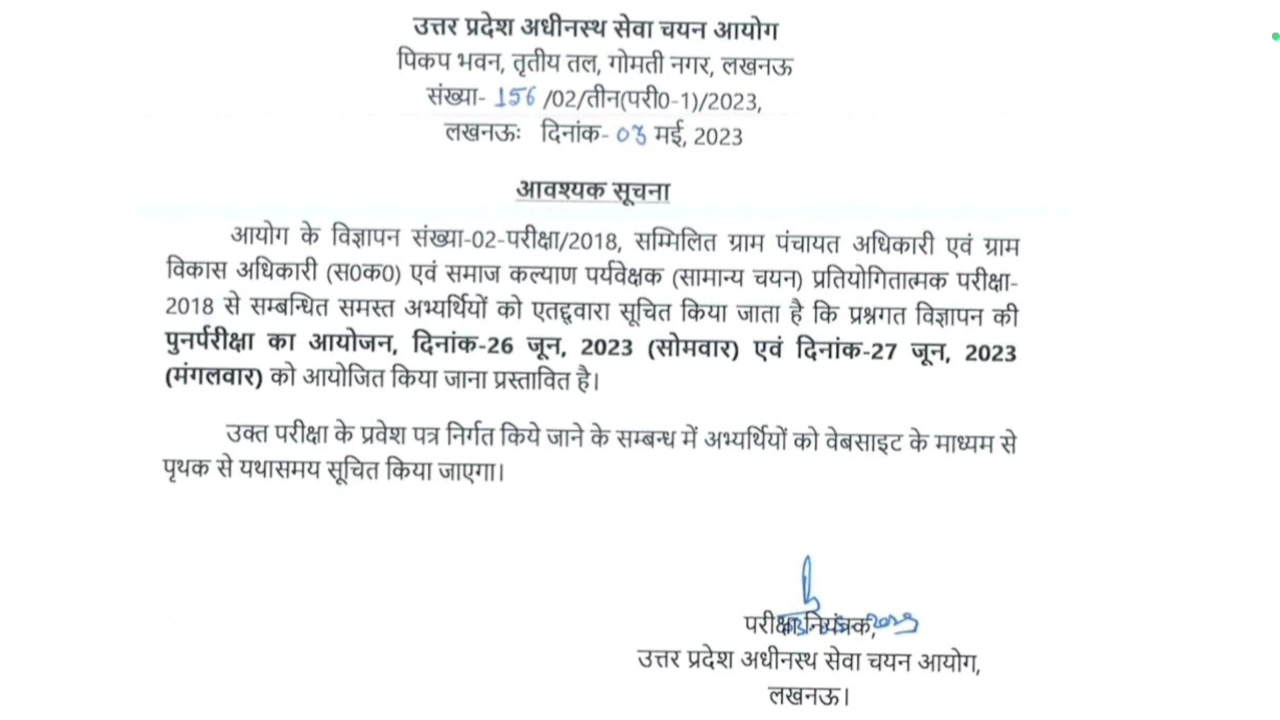 उत्तर प्रदेश अधीनस्थ सेवा चयन आयोग
पिकप भवन, तृतीय तल, गोमती नगर, लखनऊ
संख्या- 156 /02/तीन(परी0-1)/2023,
लखनऊः दिनांक- 03 मई, 2023
आवश्यक सूचना
आयोग के विज्ञापन संख्या-02-परीक्षा/2018, सम्मिलित ग्राम पंचायत अधिकारी एवं ग्राम
विकास अधिकारी (स0क0) एवं समाज कल्याण पर्यवेक्षक (सामान्य चयन) प्रतियोगितात्मक परीक्षा-
2018 से सम्बन्धित समस्त अभ्यर्थियों को एतद्द्वारा सूचित किया जाता है कि प्रश्नगत विज्ञापन की
पुनर्परीक्षा का आयोजन, दिनांक-26 जून, 2023 (सोमवार) एवं दिनांक-27 जून, 2023
(मंगलवार) को आयोजित किया जाना प्रस्तावित है।
उक्त परीक्षा के प्रवेश पत्र निर्गत किये जाने के सम्बन्ध में अभ्यर्थियों को वेबसाइट के माध्यम से
पृथक से यथासमय सूचित किया जाएगा।
परीक्षा नियंत्रक, 2023
उत्तर प्रदेश अधीनस्थ सेवा चयन आयोग,
लखनऊ।